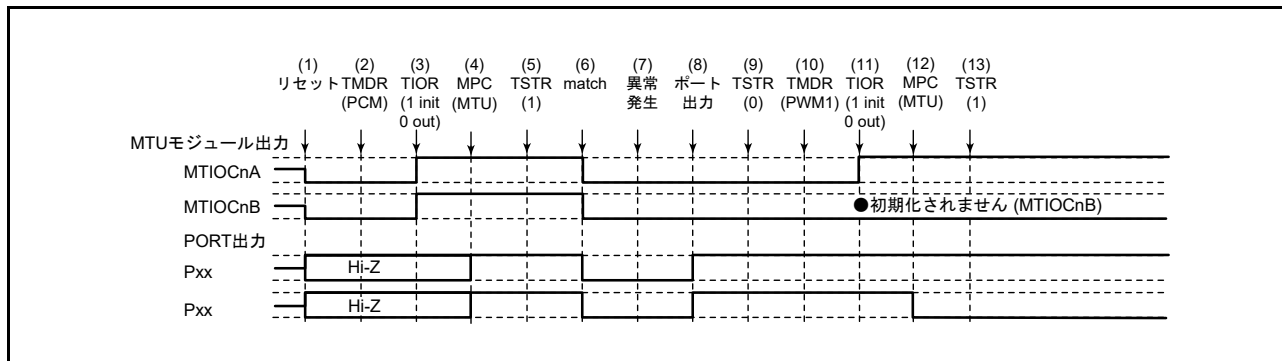 (1) (2) (3) (4) (5) (6) (7) (8) (9) (10) (11) (12) (13)
リセット TMDR TIOR MPC TSTR match 異常 ポート TSTR TMDR TIOR MPC TSTR
(PCM) (1 init (MTU) (1) 発生 出力 (0) (PWM1) (1 init (MTU) (1)
0 out) 0 out)
MTUモジュール出力
MTIOCnA
MTIOCnB ●初期化されません (MTIOCnB)
PORT出力
Pxx Hi-Z
Pxx Hi-Z